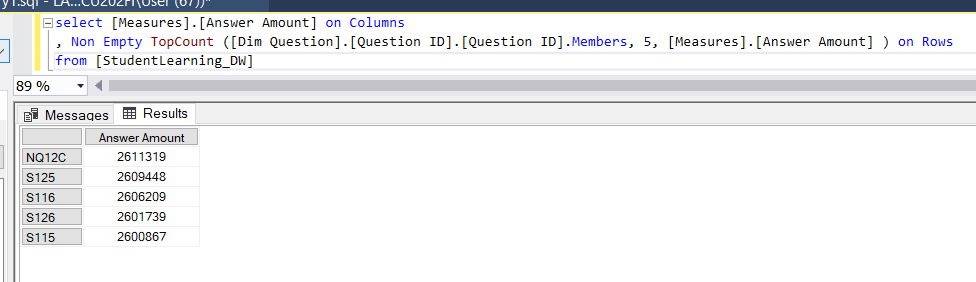 y1.sql - LA...CU202FI\User (67))*
select [Measures].[Answer Amount] on Columns
, Non Empty TopCount ([Dim Question].[Question ID].[Question ID].Members, 5, [Measures].[Answer Amount] ) on Rows
from [StudentLearning_DW]
89 %
Messages Results
Answer Amount
NQ12C 2611319
S125 2609448
S116 2606209
S126 2601739
S115 2600867